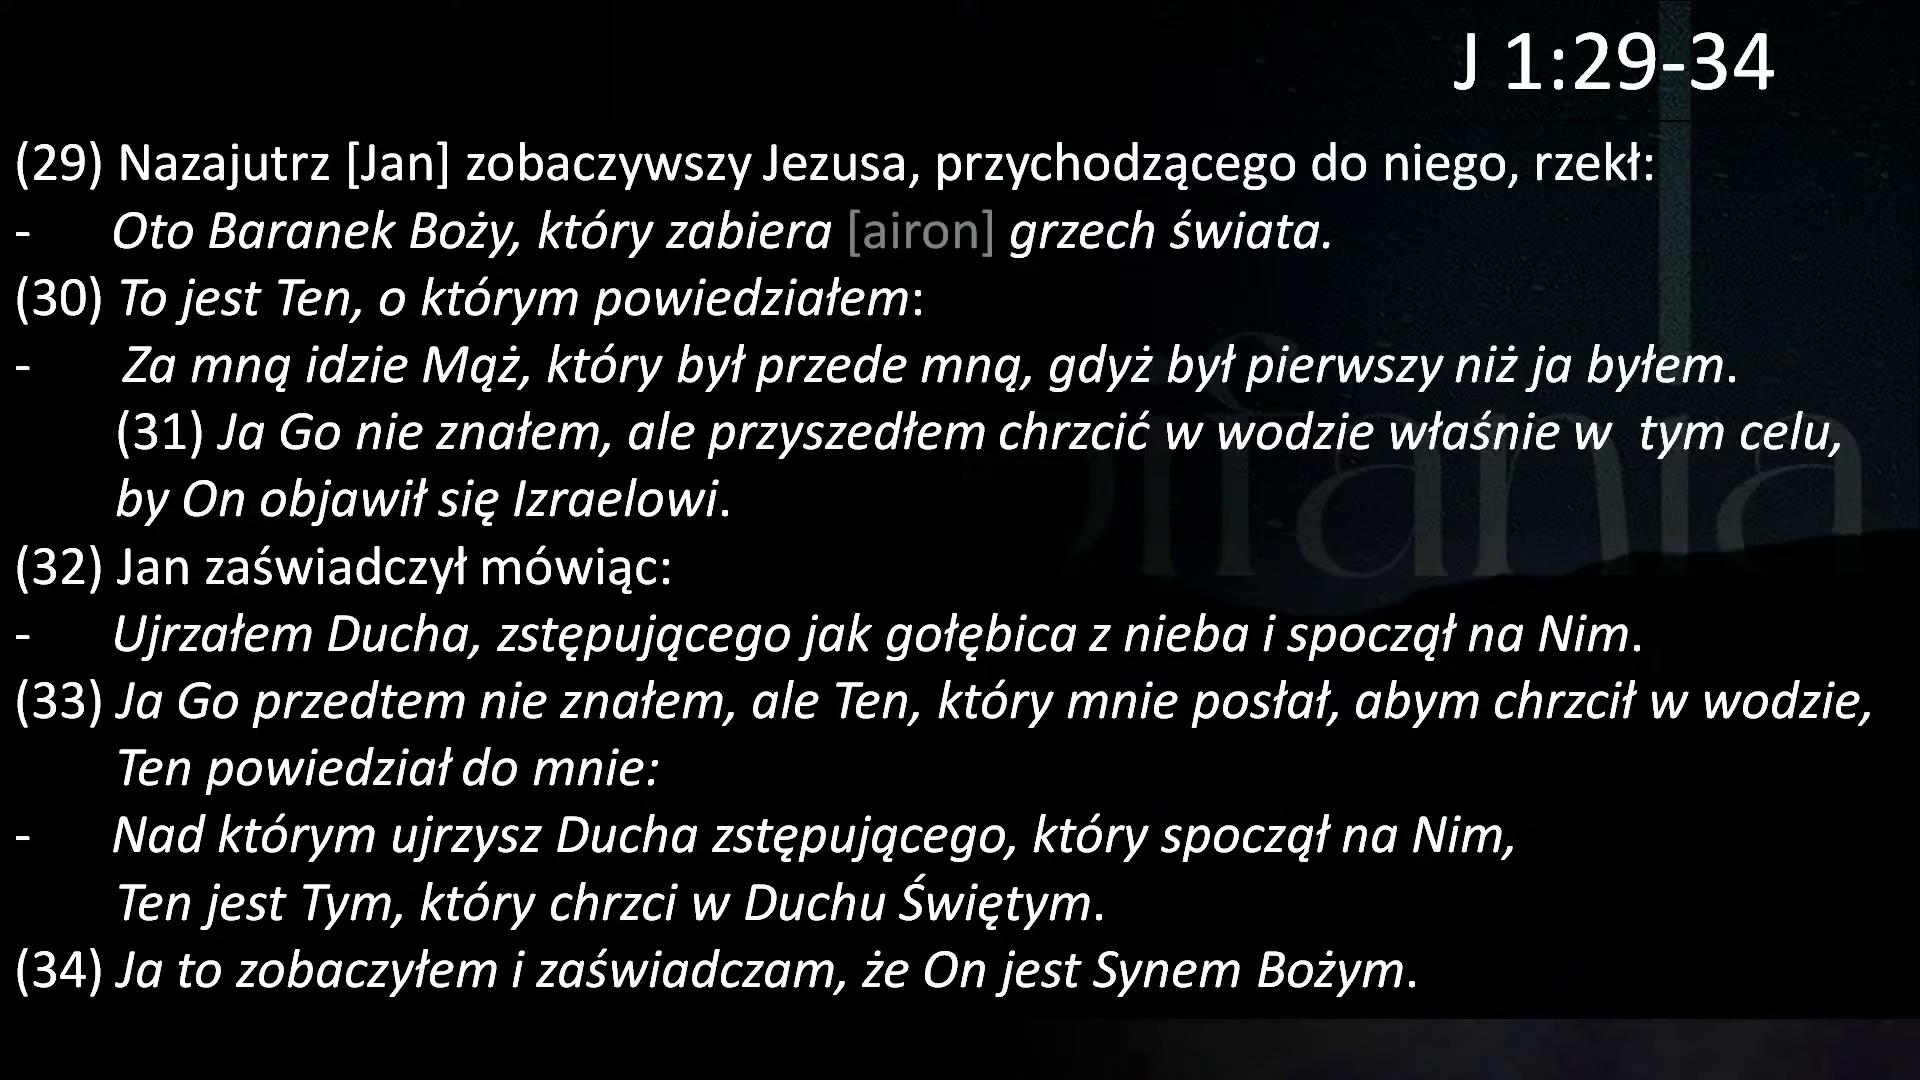 J 1:29-34
(29) Nazajutrz [Jan] zobaczywszy Jezusa, przychodzącego do niego, rzekł:
- Oto Baranek Boży, który zabiera [airon] grzech świata.
(30) To jest Ten, o którym powiedziałem:
- Za mną idzie Mąż, który był przede mną, gdyż był pierwszy niż ja byłem.
(31) Ja Go nie znałem, ale przyszedłem chrzcić w wodzie właśnie w tym celu,
by On objawił się Izraelowi.
(32) Jan zaświadczył mówiąc:
- Ujrzałem Ducha, zstępującego jak gołębica z nieba i spoczął na Nim.
(33) Ja Go przedtem nie znałem, ale Ten, który mnie posłał, abym chrzcił w wodzie,
Ten powiedział do mnie:
- Nad którym ujrzysz Ducha zstępującego, który spoczął na Nim,
Ten jest Tym, który chrzci w Duchu Świętym.
(34) Ja to zobaczyłem i zaświadczam, że On jest Synem Bożym.